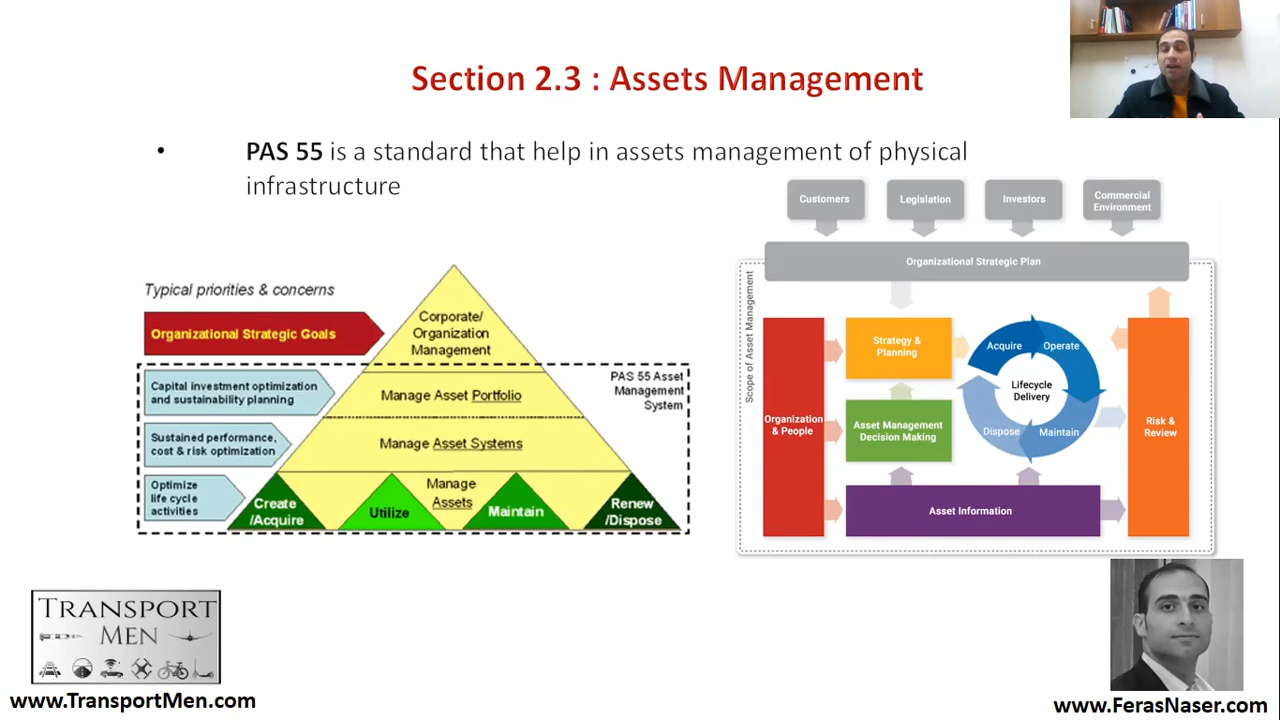 Section 2.3 : Assets Management
• PAS 55 is a standard that help in assets management of physical
infrastructure
Typical priorities & concerns
Organizational Strategic Goals
Capital investment optimization
and sustainability planning
Sustained performance,
cost & risk optimization
Optimize
life cycle
activities
Corporate/
Organization
Management
Manage Asset Portfolio
Manage Asset Systems
Manage
Assets
Create
/Acquire
Utilize
Maintain
Renew
/Dispose
PAS 55 Asset
Management
System
Customers
Legislation
Investors
Commercial
Environment
Organizational Strategic Plan
Scope of Asset Management
Organization
& People
Strategy &
Planning
Asset Management
Decision Making
Acquire
Operate
Lifecycle
Delivery
Dispose
Maintain
Risk &
Review
Asset Information
TRANSPORT
MEN
www.TransportMen.com
www.FerasNaser.com